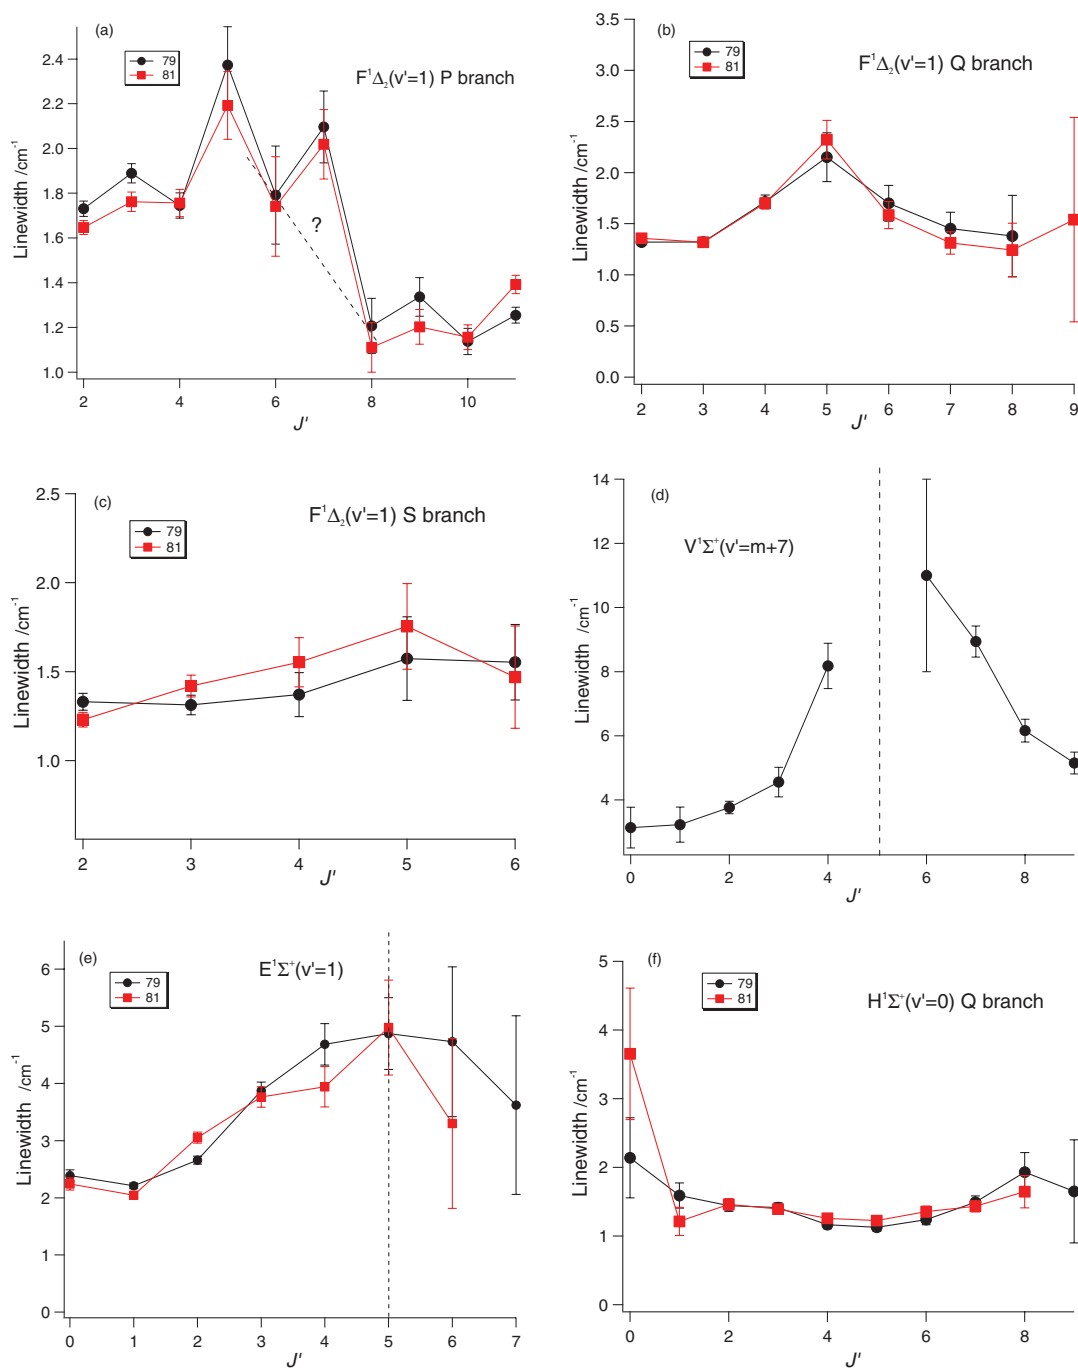 (a)
79
81
F¹Δ₂(v'=1) P branch
?
Linewidth /cm⁻¹
2.4
2.2
2.0
1.8
1.6
1.4
1.2
1.0
2 4 6 8 10
J'
(b)
79
81
F¹Δ₂(v'=1) Q branch
Linewidth /cm⁻¹
3.5
3.0
2.5
2.0
1.5
1.0
0.5
0.0
2 3 4 5 6 7 8 9
J'
(c)
79
81
F¹Δ₂(v'=1) S branch
Linewidth /cm⁻¹
2.5
2.0
1.5
1.0
2 3 4 5 6
J'
(d)
V¹Σ⁺(v'=m+7)
Linewidth /cm⁻¹
14
12
10
8
6
4
0 2 4 6 8
J'
(e)
79
81
E¹Σ⁺(v'=1)
Linewidth /cm⁻¹
6
5
4
3
2
1
0
0 1 2 3 4 5 6 7
J'
(f)
79
81
H¹Σ⁺(v'=0) Q branch
Linewidth /cm⁻¹
5
4
3
2
1
0
0 2 4 6 8
J'